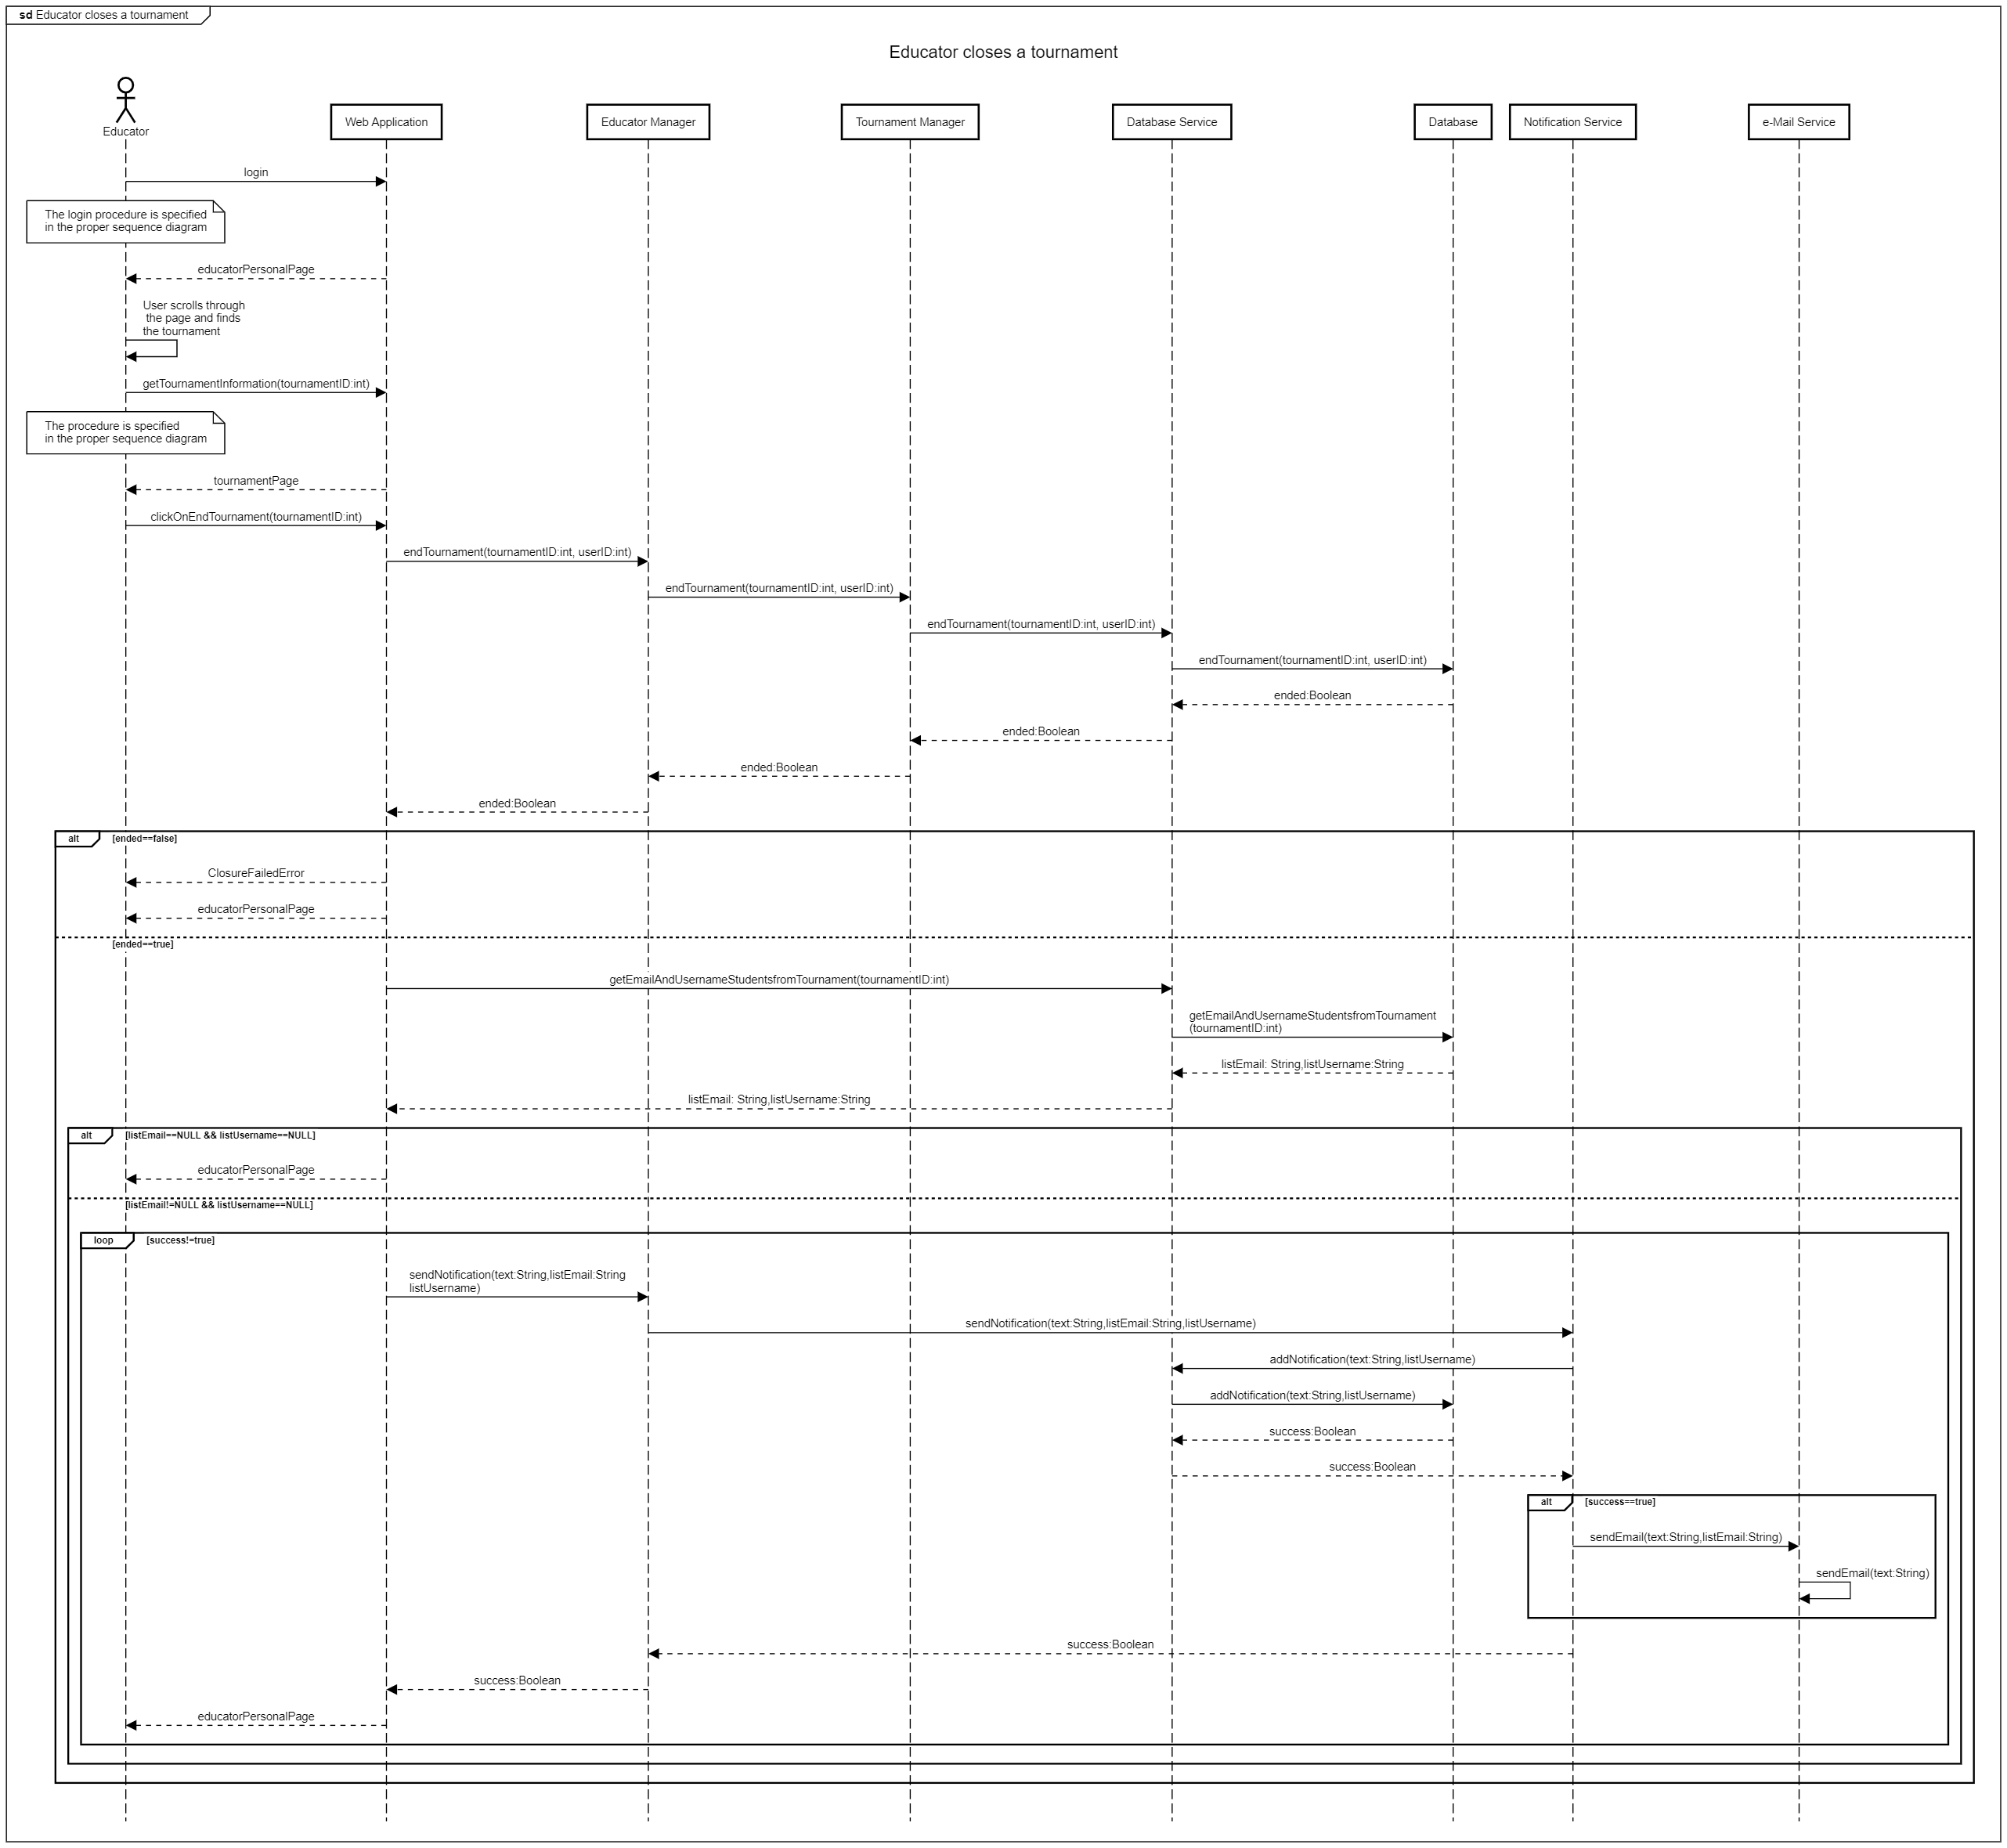 sd Educator closes a tournament
Educator closes a tournament
Educator
Web Application
Educator Manager
Tournament Manager
Database Service
Database
Notification Service
e-Mail Service
login
The login procedure is specified
in the proper sequence diagram
educatorPersonalPage
User scrolls through
the page and finds
the tournament
getTournamentInformation(tournamentID:int)
The procedure is specified
in the proper sequence diagram
tournamentPage
clickOnEndTournament(tournamentID:int)
endTournament(tournamentID:int, userID:int)
endTournament(tournamentID:int, userID:int)
endTournament(tournamentID:int, userID:int)
endTournament(tournamentID:int, userID:int)
ended:Boolean
ended:Boolean
ended:Boolean
ended:Boolean
alt [ended==false]
ClosureFailedError
educatorPersonalPage
[ended==true]
getEmailAndUsernameStudentsfromTournament(tournamentID:int)
getEmailAndUsernameStudentsfromTournament
(tournamentID:int)
listEmail: String,listUsername:String
listEmail: String,listUsername:String
alt [listEmail==NULL && listUsername==NULL]
educatorPersonalPage
[listEmail!=NULL && listUsername==NULL]
loop [success!=true]
sendNotification(text:String,listEmail:String
listUsername)
sendNotification(text:String,listEmail:String,listUsername)
addNotification(text:String,listUsername)
addNotification(text:String,listUsername)
success:Boolean
success:Boolean
alt [success==true]
sendEmail(text:String,listEmail:String)
sendEmail(text:String)
success:Boolean
success:Boolean
educatorPersonalPage